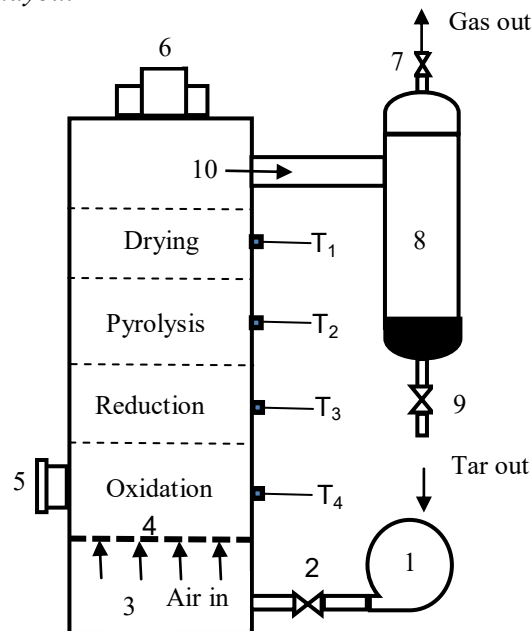 6
Gas out
7
10
Drying
T1
8
Pyrolysis
T2
Reduction
T3
9
5
Oxidation
T4
Tar out
4
2
1
3
Air in